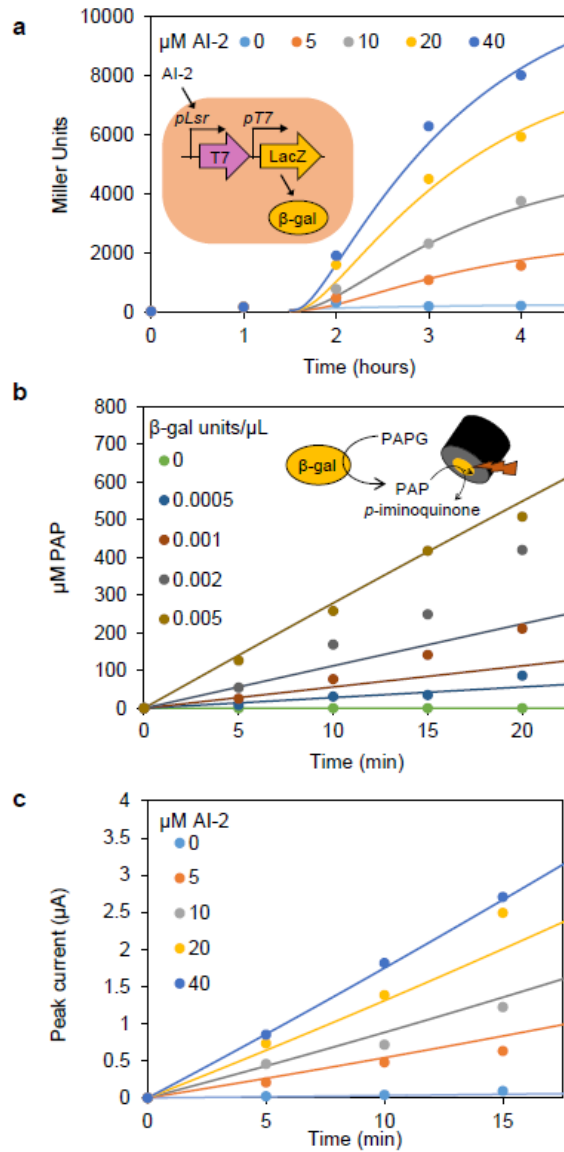 a
μM AI-2 0 5 10 20 40
10000
8000
6000
4000
2000
0
Miller Units
AI-2
pLsr pT7
T7 LacZ
β-gal
0 1 2 3 4
Time (hours)
b
800
700
600
500
400
300
200
100
0
μM PAP
β-gal units/μL
0
0.0005
0.001
0.002
0.005
β-gal
PAPG
PAP
p-iminoquinone
0 5 10 15 20
Time (min)
c
4
3.5
3
2.5
2
1.5
1
0.5
0
Peak current (μA)
μM AI-2
0
5
10
20
40
0 5 10 15
Time (min)